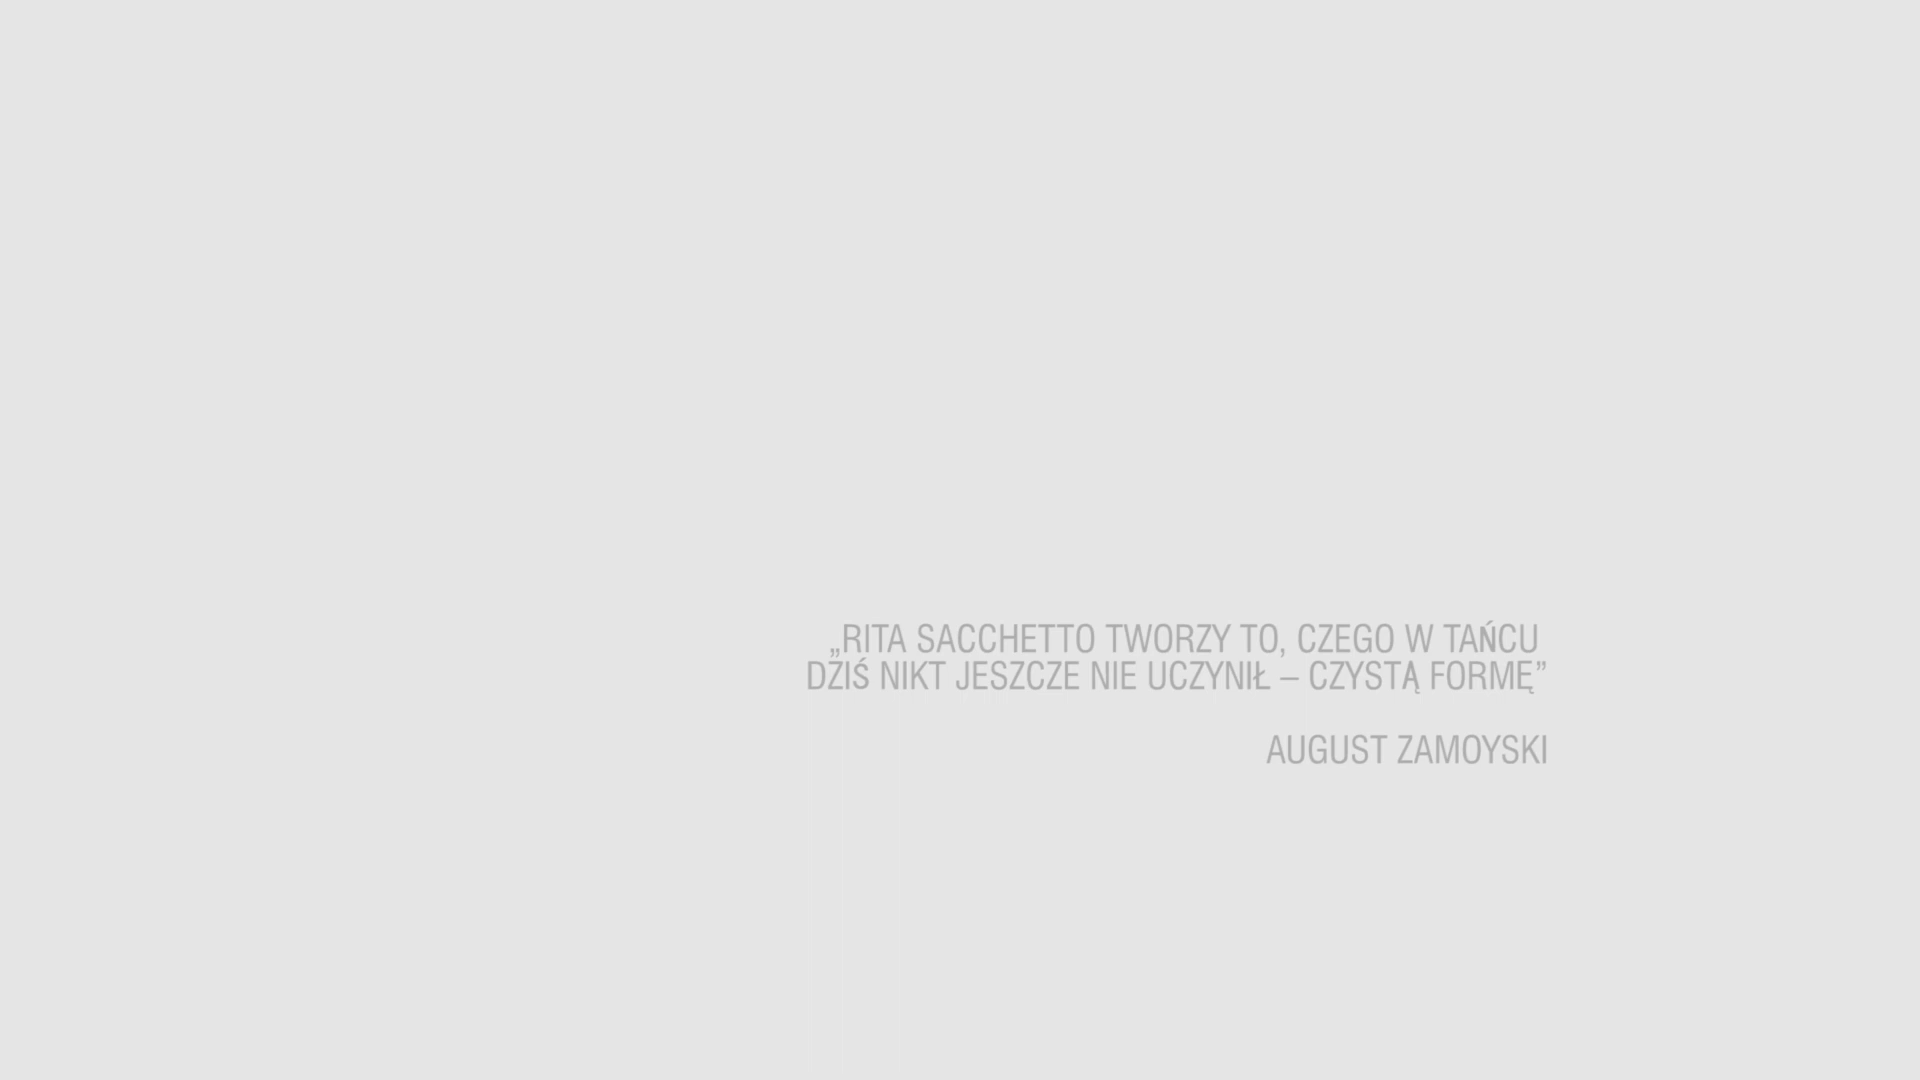 „RITA SACCHETTO TWORZY TO, CZEGO W TAŃCU
DZIŚ NIKT JESZCZE NIE UCZYNIŁ – CZYSTĄ FORMĘ”
AUGUST ZAMOYSKI